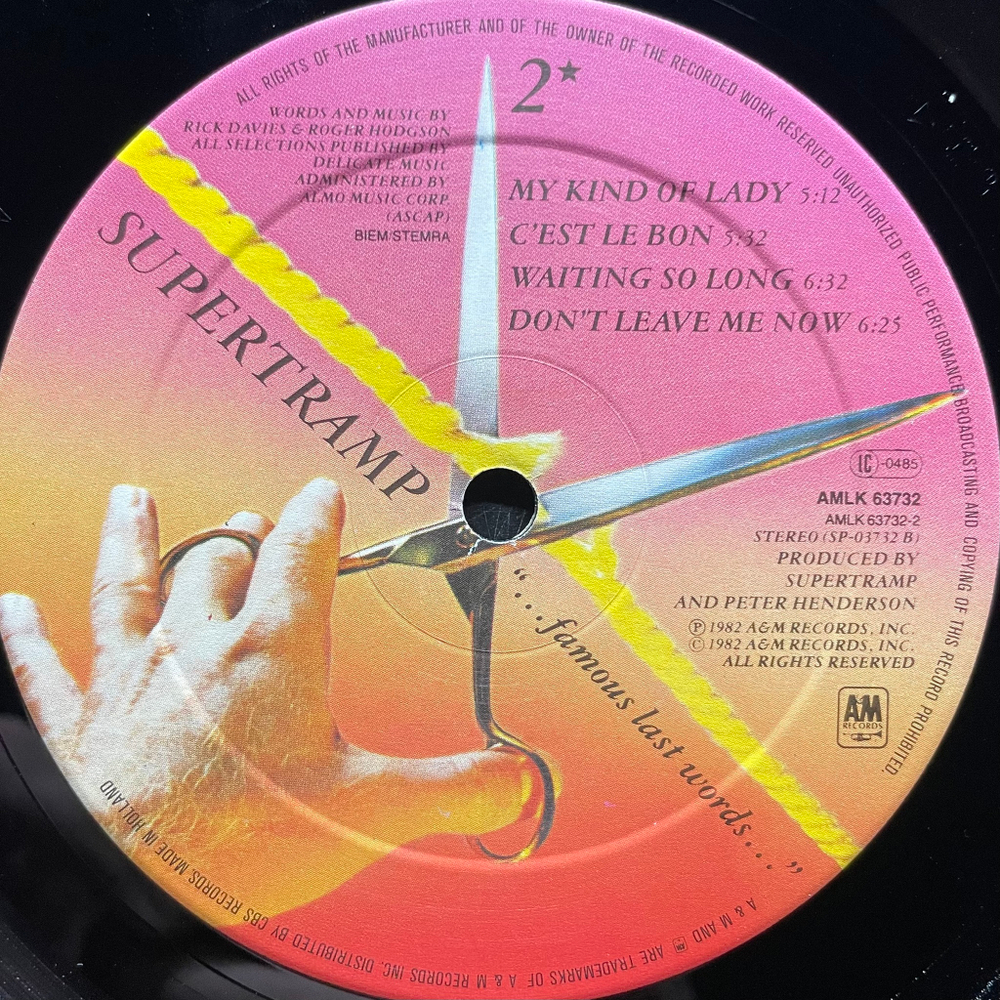 ALL RIGHTS OF THE MANUFACTURER AND OF THE OWNER OF THE RECORDED WORK RESERVED UNAUTHORIZED PUBLIC PERFORMANCE BROADCASTING AND COPYING OF THIS RECORD PROHIBITED.
2★
WORDS AND MUSIC BY
RICK DAVIES & ROGER HODGSON
ALL SELECTIONS PUBLISHED BY
DELICATE MUSIC
ADMINISTERED BY
ALMO MUSIC CORP.
(ASCAP)
BIEM/STEMRA
MY KIND OF LADY 5:12
C'EST LE BON 5:32
WAITING SO LONG 6:32
DON'T LEAVE ME NOW 6:25
SUPERTRAMP
IC -0485
AMLK 63732
AMLK 63732-2
STEREO (SP-03732 B)
PRODUCED BY
SUPERTRAMP
AND PETER HENDERSON
℗ 1982 A&M RECORDS, INC.
© 1982 A&M RECORDS, INC.
ALL RIGHTS RESERVED
A&M
RECORDS
"...famous last words..."
A & M AND A&M ARE TRADEMARKS OF A & M RECORDS INC. DISTRIBUTED BY CBS RECORDS. MADE IN HOLLAND